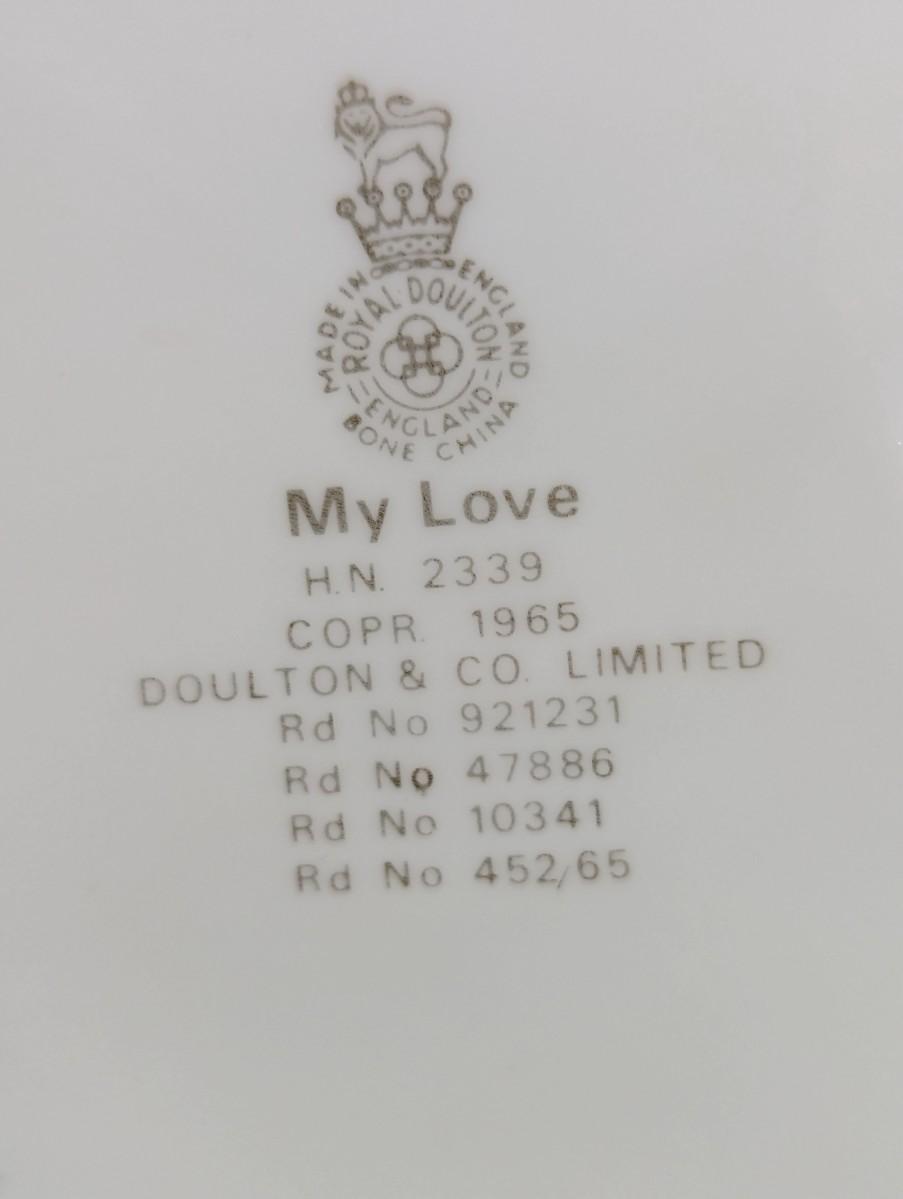 MADE IN ENGLAND
ROYAL·DOULTON
=ENGLAND=
BONE CHINA
My Love
H.N. 2339
COPR. 1965
DOULTON & CO. LIMITED
Rd No 921231
Rd No 47886
Rd No 10341
Rd No 452/65